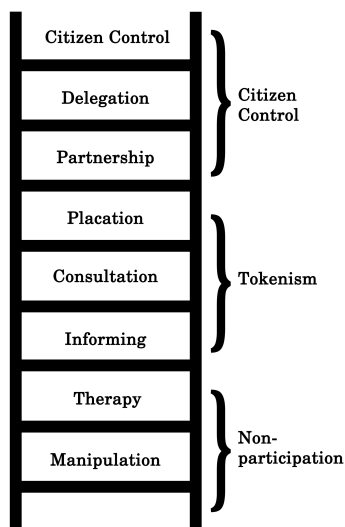 Citizen Control
Delegation
Partnership
Placation
Consultation
Informing
Therapy
Manipulation
Citizen
Control
Tokenism
Non-
participation